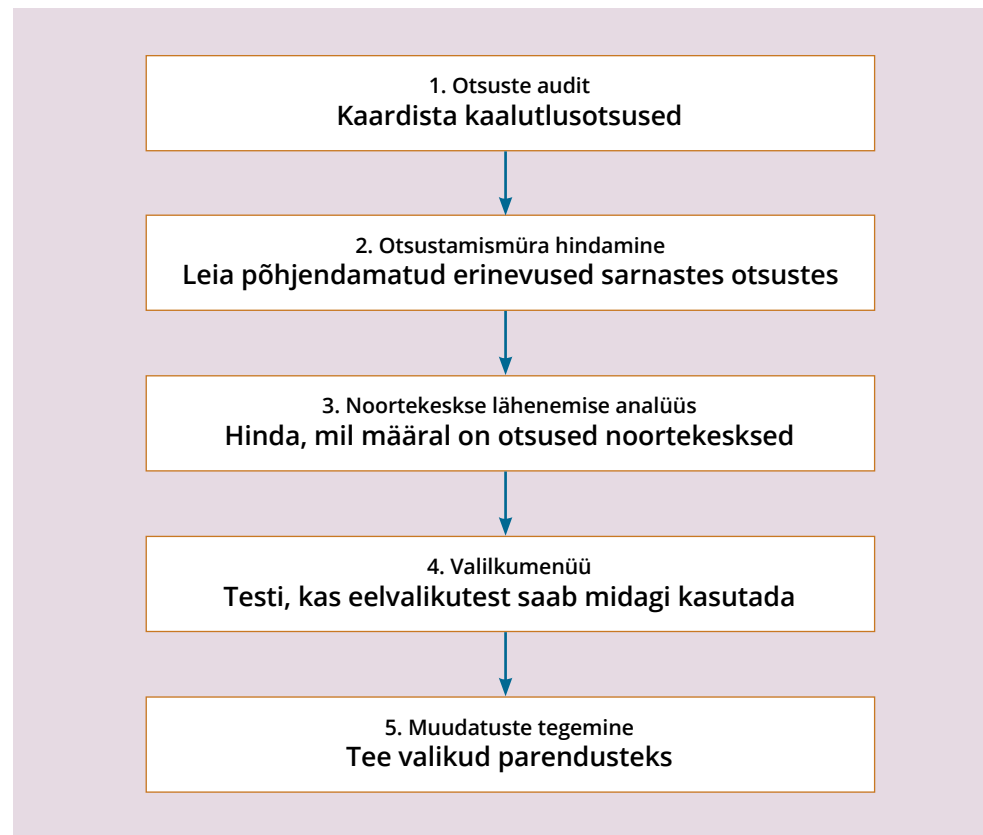 1. Otsuste audit
Kaardista kaalutlusotsused
2. Otsustamismüra hindamine
Leia põhjendamatud erinevused sarnastes otsustes
3. Noortekeskse lähenemise analüüs
Hinda, mil määral on otsused noortekesksed
4. Valilkumenüü
Testi, kas eelvalikutest saab midagi kasutada
5. Muudatuste tegemine
Tee valikud parendusteks